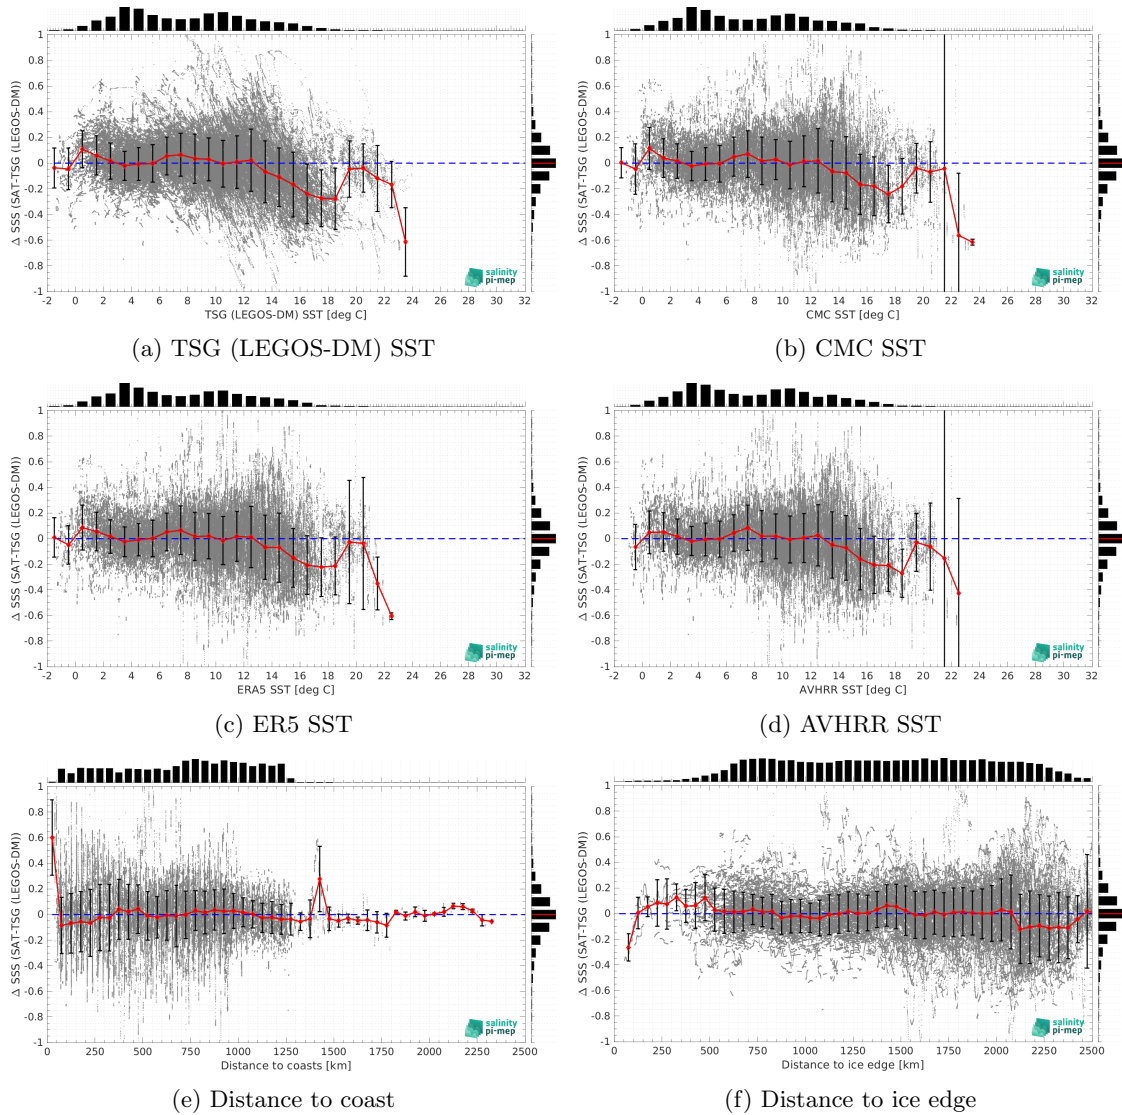 1
0.8
0.6
0.4
0.2
0
-0.2
-0.4
-0.6
-0.8
-1
Δ SSS (SAT-TSG (LEGOS-DM))
salinity
pi-mep
-2 0 2 4 6 8 10 12 14 16 18 20 22 24 26 28 30 32
TSG (LEGOS-DM) SST [deg C]
(a) TSG (LEGOS-DM) SST
1
0.8
0.6
0.4
0.2
0
-0.2
-0.4
-0.6
-0.8
-1
Δ SSS (SAT-TSG (LEGOS-DM))
salinity
pi-mep
-2 0 2 4 6 8 10 12 14 16 18 20 22 24 26 28 30 32
CMC SST [deg C]
(b) CMC SST
1
0.8
0.6
0.4
0.2
0
-0.2
-0.4
-0.6
-0.8
-1
Δ SSS (SAT-TSG (LEGOS-DM))
salinity
pi-mep
-2 0 2 4 6 8 10 12 14 16 18 20 22 24 26 28 30 32
ERA5 SST [deg C]
(c) ER5 SST
1
0.8
0.6
0.4
0.2
0
-0.2
-0.4
-0.6
-0.8
-1
Δ SSS (SAT-TSG (LEGOS-DM))
salinity
pi-mep
-2 0 2 4 6 8 10 12 14 16 18 20 22 24 26 28 30 32
AVHRR SST [deg C]
(d) AVHRR SST
1
0.8
0.6
0.4
0.2
0
-0.2
-0.4
-0.6
-0.8
-1
Δ SSS (SAT-TSG (LEGOS-DM))
salinity
pi-mep
0 250 500 750 1000 1250 1500 1750 2000 2250 2500
Distance to coasts [km]
(e) Distance to coast
1
0.8
0.6
0.4
0.2
0
-0.2
-0.4
-0.6
-0.8
-1
Δ SSS (SAT-TSG (LEGOS-DM))
salinity
pi-mep
0 250 500 750 1000 1250 1500 1750 2000 2250 2500
Distance to ice edge [km]
(f) Distance to ice edge